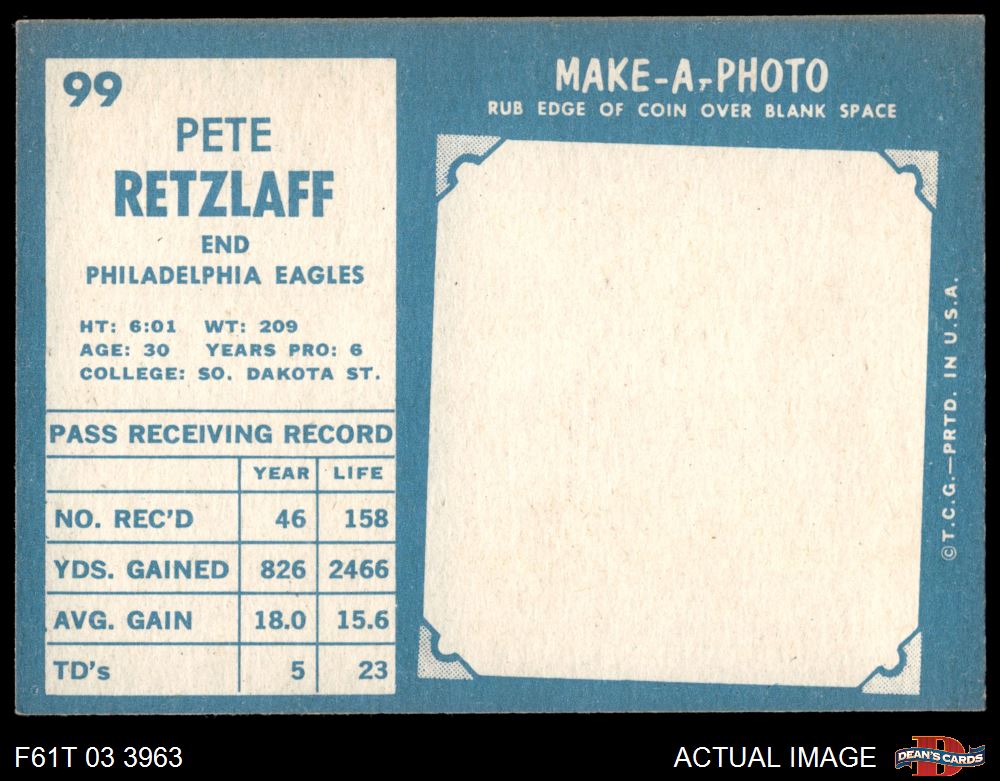 99
PETE
RETZLAFF
END
PHILADELPHIA EAGLES
HT: 6:01 WT: 209
AGE: 30 YEARS PRO: 6
COLLEGE: SO. DAKOTA ST.
PASS RECEIVING RECORD
YEAR LIFE
NO. REC'D 46 158
YDS. GAINED 826 2466
AVG. GAIN 18.0 15.6
TD's 5 23
MAKE-A-PHOTO
RUB EDGE OF COIN OVER BLANK SPACE
©T.C.G.—PRTD. IN U.S.A.
F61T 03 3963
ACTUAL IMAGE
D
DEAN'S CARDS